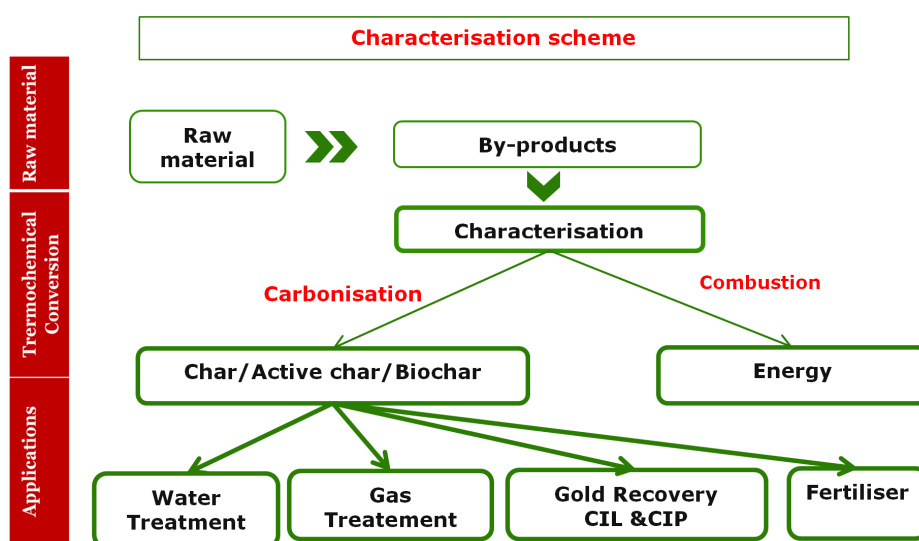 Characterisation scheme
Raw material
Raw
material
By-products
Characterisation
Trermochemical
Conversion
Carbonisation
Combustion
Char/Active char/Biochar
Energy
Applications
Water
Treatment
Gas
Treatement
Gold Recovery
CIL &CIP
Fertiliser